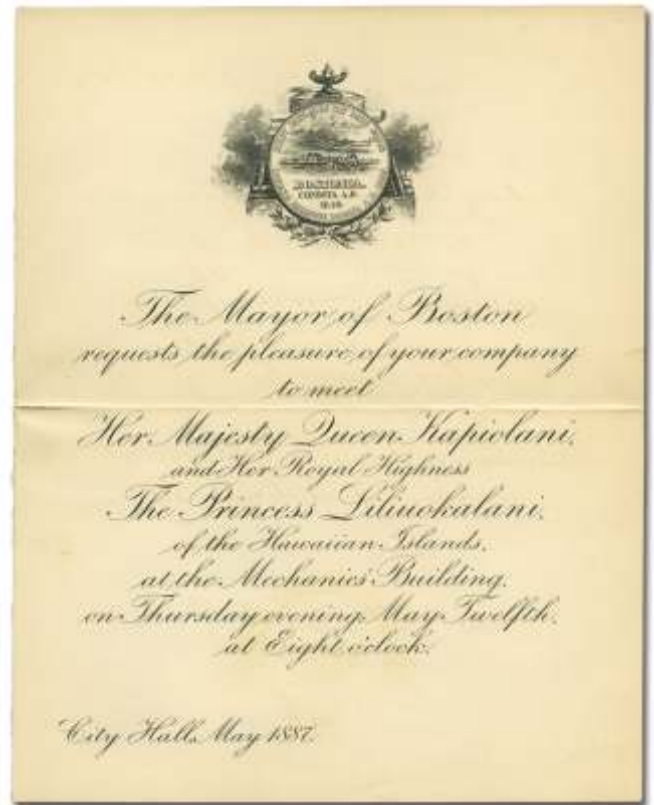 BOSTONIA.
CONDITA A.D.
The Mayor of Boston
requests the pleasure of your company
to meet
Her Majesty Queen Kapiolani,
and Her Royal Highness
The Princess Liliuokalani,
of the Hawaiian Islands,
at the Mechanics' Building,
on Thursday evening, May Twelfth,
at Eight o'clock.
City Hall, May 1887.